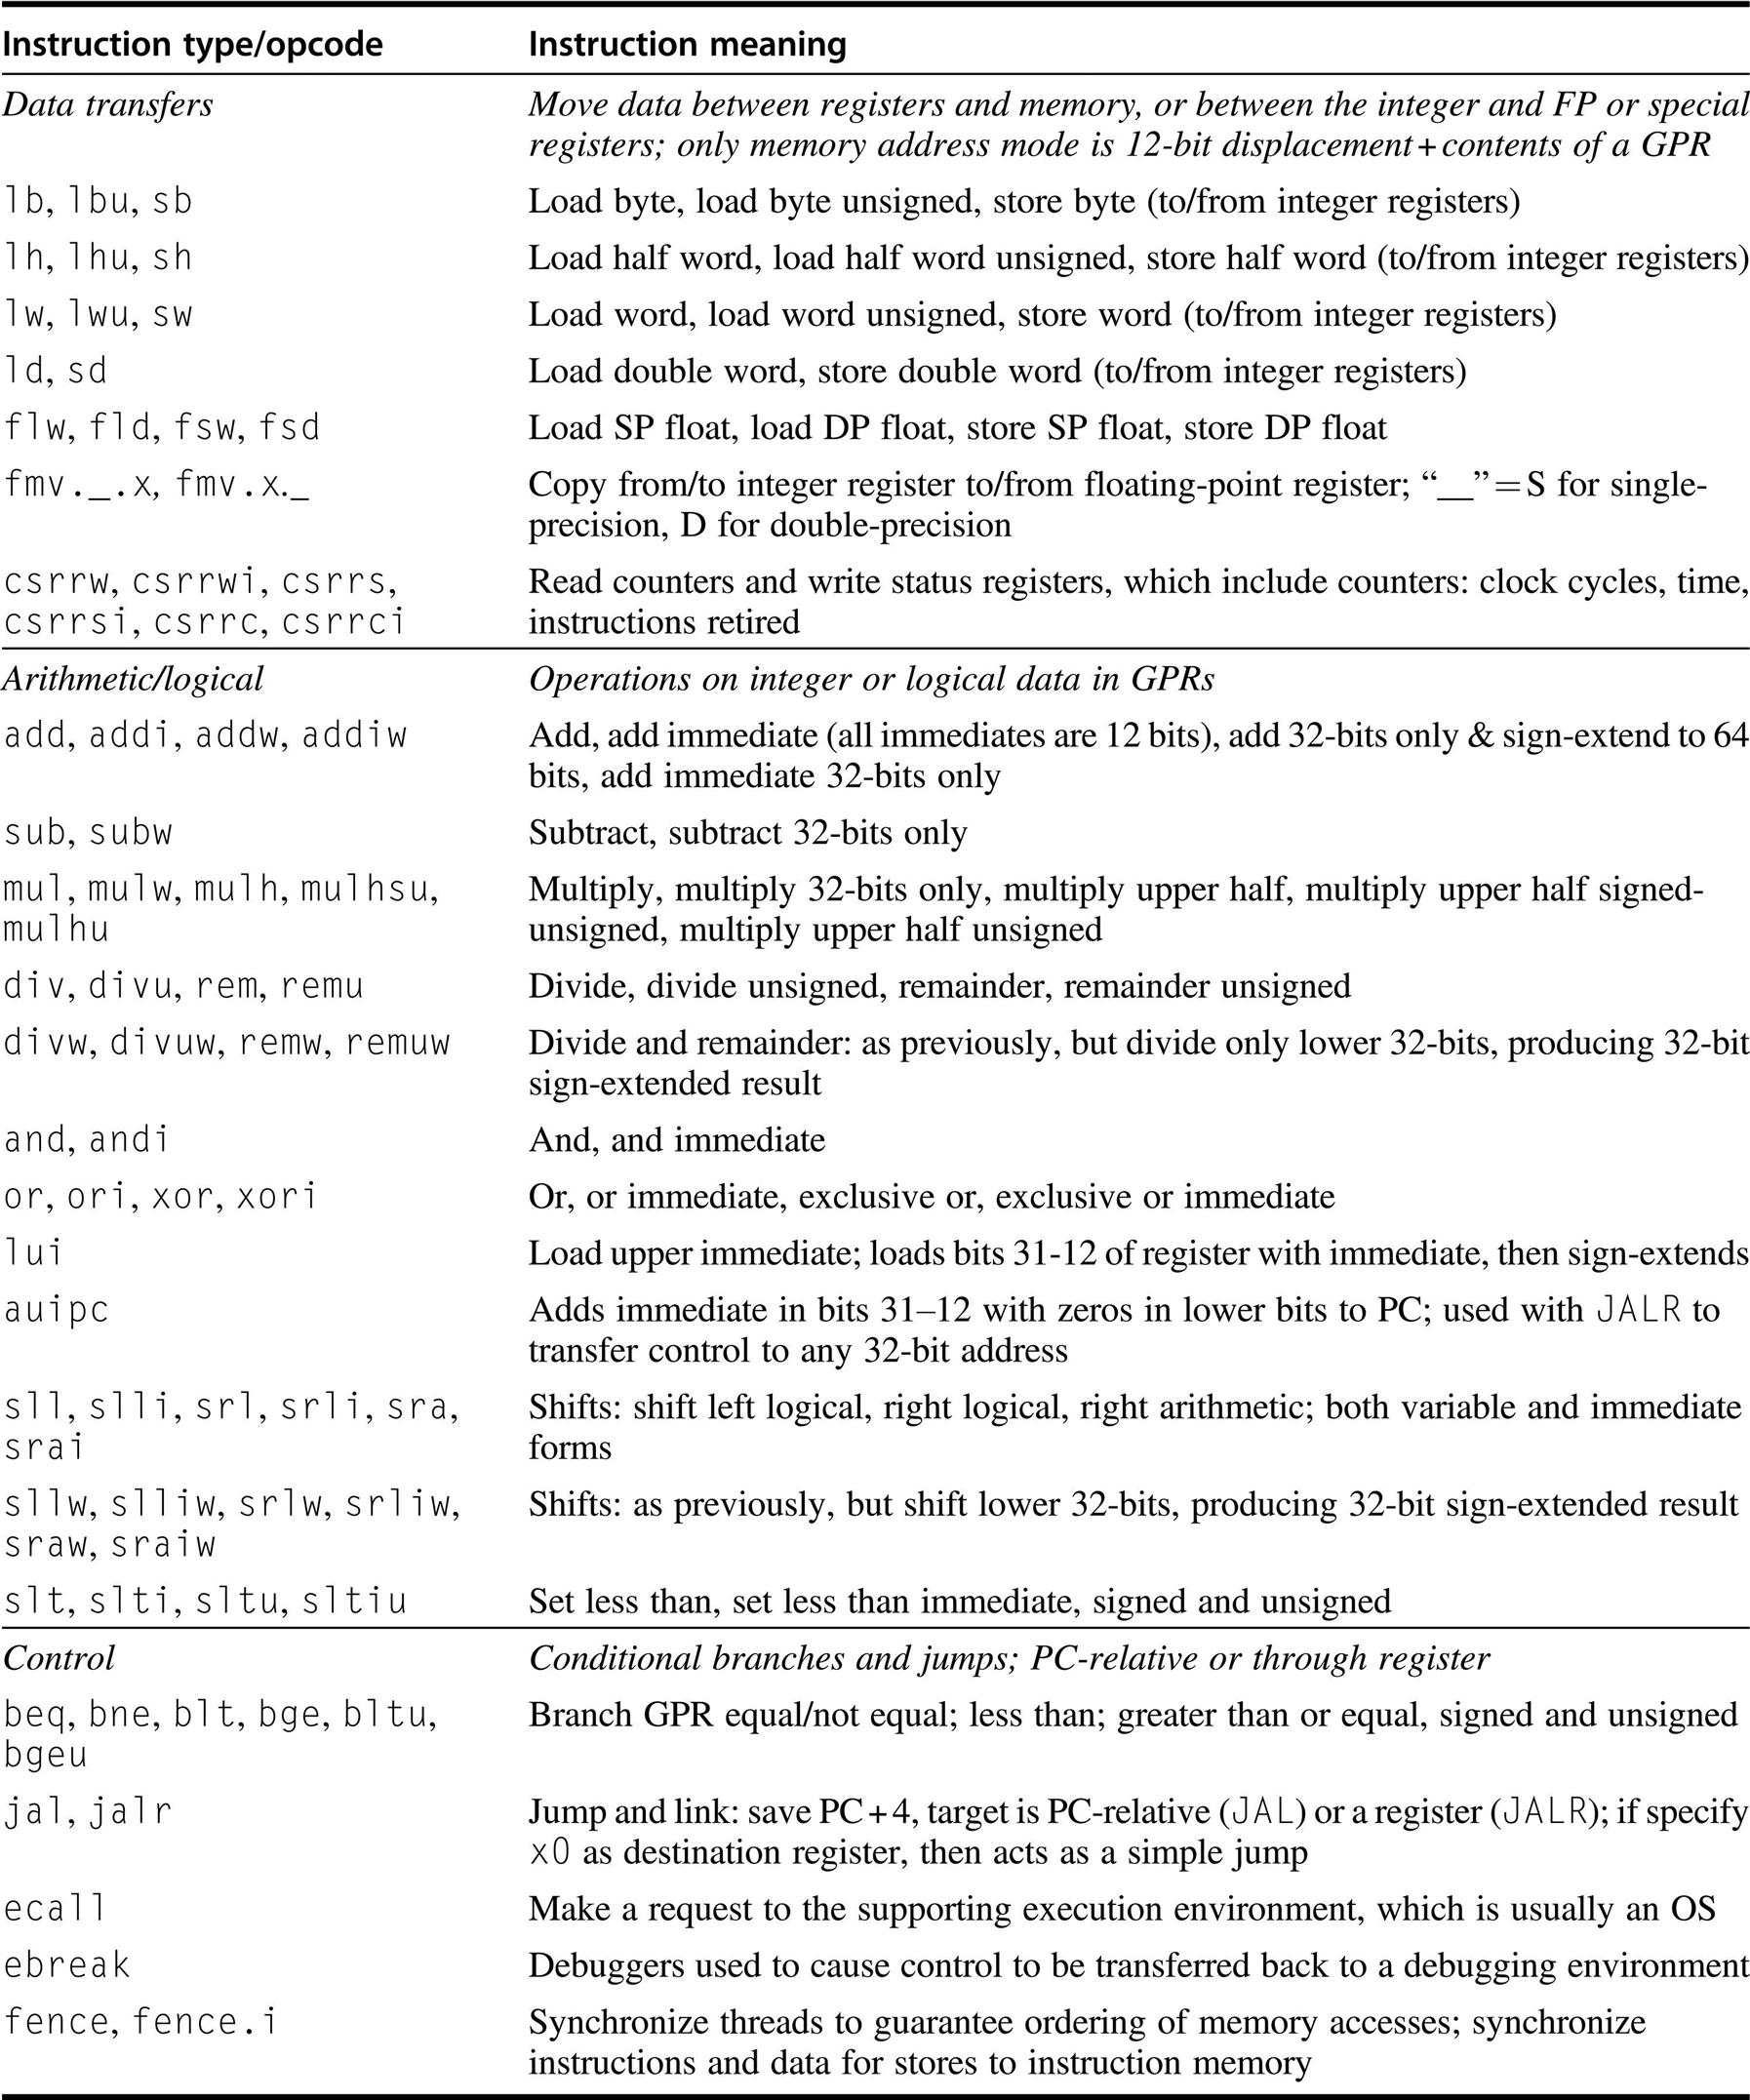 Instruction type/opcode Instruction meaning
Data transfers Move data between registers and memory, or between the integer and FP or special
registers; only memory address mode is 12-bit displacement+contents of a GPR
lb, lbu, sb Load byte, load byte unsigned, store byte (to/from integer registers)
lh, lhu, sh Load half word, load half word unsigned, store half word (to/from integer registers)
lw, lwu, sw Load word, load word unsigned, store word (to/from integer registers)
ld, sd Load double word, store double word (to/from integer registers)
flw, fld, fsw, fsd Load SP float, load DP float, store SP float, store DP float
fmv._.x, fmv.x._ Copy from/to integer register to/from floating-point register; “__”=S for single-
precision, D for double-precision
csrrw, csrrwi, csrrs, Read counters and write status registers, which include counters: clock cycles, time,
csrrsi, csrrc, csrrci instructions retired
Arithmetic/logical Operations on integer or logical data in GPRs
add, addi, addw, addiw Add, add immediate (all immediates are 12 bits), add 32-bits only & sign-extend to 64
bits, add immediate 32-bits only
sub, subw Subtract, subtract 32-bits only
mul, mulw, mulh, mulhsu, Multiply, multiply 32-bits only, multiply upper half, multiply upper half signed-
mulhu unsigned, multiply upper half unsigned
div, divu, rem, remu Divide, divide unsigned, remainder, remainder unsigned
divw, divuw, remw, remuw Divide and remainder: as previously, but divide only lower 32-bits, producing 32-bit
sign-extended result
and, andi And, and immediate
or, ori, xor, xori Or, or immediate, exclusive or, exclusive or immediate
lui Load upper immediate; loads bits 31-12 of register with immediate, then sign-extends
auipc Adds immediate in bits 31–12 with zeros in lower bits to PC; used with JALR to
transfer control to any 32-bit address
sll, slli, srl, srli, sra, Shifts: shift left logical, right logical, right arithmetic; both variable and immediate
srai forms
sllw, slliw, srlw, srliw, Shifts: as previously, but shift lower 32-bits, producing 32-bit sign-extended result
sraw, sraiw
slt, slti, sltu, sltiu Set less than, set less than immediate, signed and unsigned
Control Conditional branches and jumps; PC-relative or through register
beq, bne, blt, bge, bltu, Branch GPR equal/not equal; less than; greater than or equal, signed and unsigned
bgeu
jal, jalr Jump and link: save PC+4, target is PC-relative (JAL) or a register (JALR); if specify
x0 as destination register, then acts as a simple jump
ecall Make a request to the supporting execution environment, which is usually an OS
ebreak Debuggers used to cause control to be transferred back to a debugging environment
fence, fence.i Synchronize threads to guarantee ordering of memory accesses; synchronize
instructions and data for stores to instruction memory